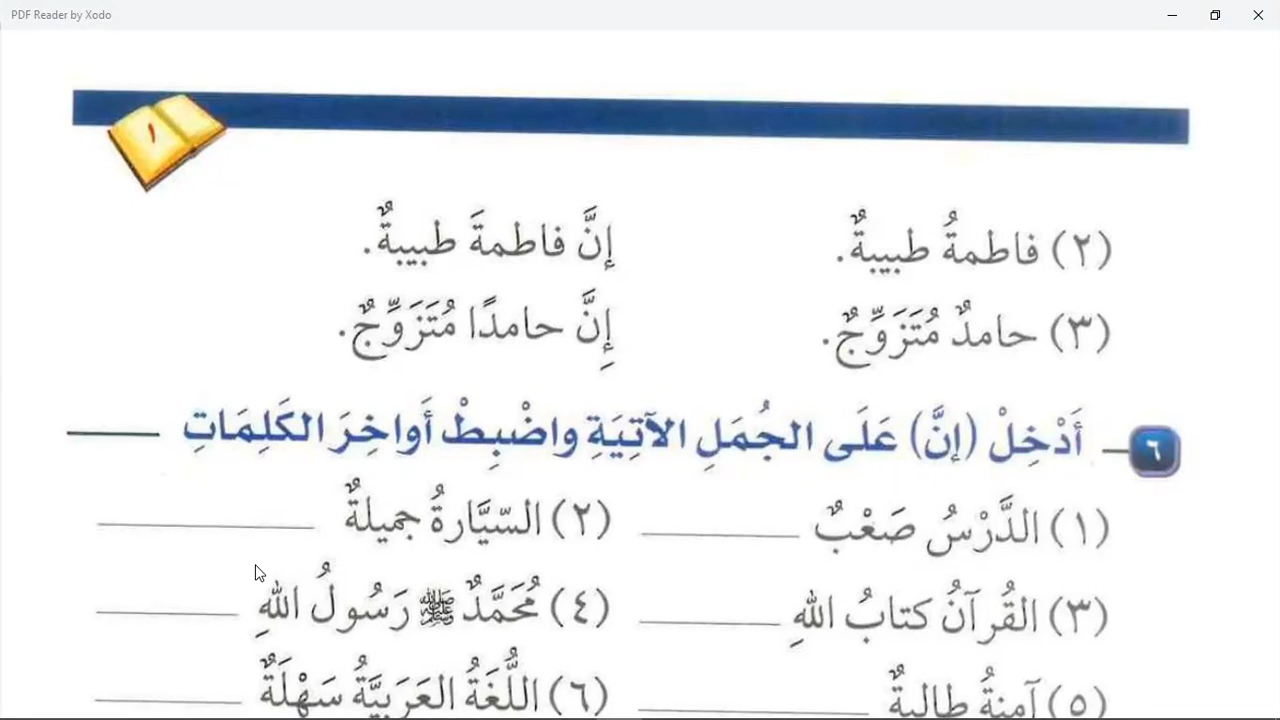 PDF Reader by Xodo
١
(٢) فاطمةُ طبيبةٌ. إنَّ فاطمةَ طبيبةٌ.
(٣) حامدٌ مُتَزَوِّجٌ. إنَّ حامدًا مُتَزَوِّجٌ.
٦ أَدْخِلْ (إنَّ) عَلَى الجُمَلِ الآتِيَةِ واضْبِطْ أَواخِرَ الكَلِمَاتِ
(١) الدَّرْسُ صَعْبٌ (٢) السّيَّارةُ جميلةٌ
(٣) القُرآنُ كتابُ اللهِ (٤) مُحَمَّدٌ ﷺ رَسُولُ اللهِ
(٥) آمنةُ طالبةٌ (٦) اللُّغَةُ العَرَبِيَّةُ سَهْلَةٌ